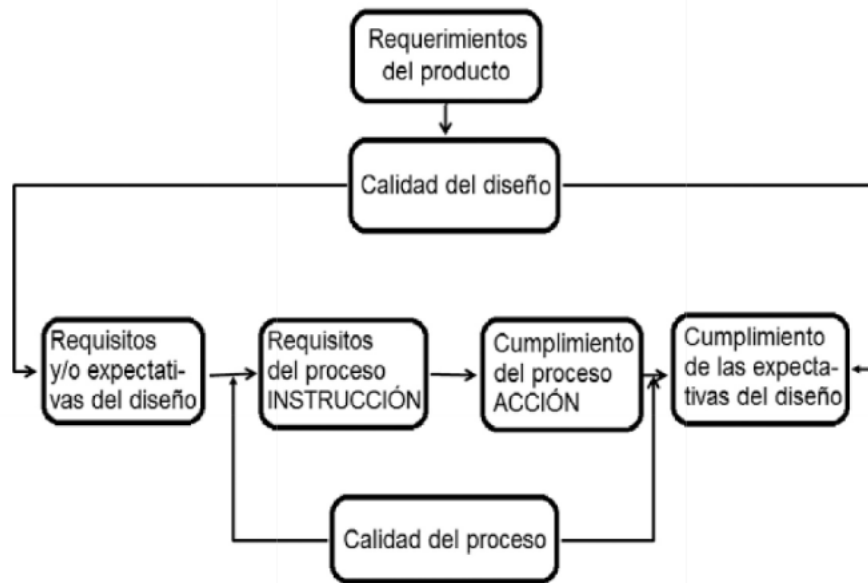 Requerimientos
del producto
Calidad del diseño
Requisitos
y/o expectati-
vas del diseño
Requisitos
del proceso
INSTRUCCIÓN
Cumplimiento
del proceso
ACCIÓN
Cumplimiento
de las expecta-
tivas del diseño
Calidad del proceso